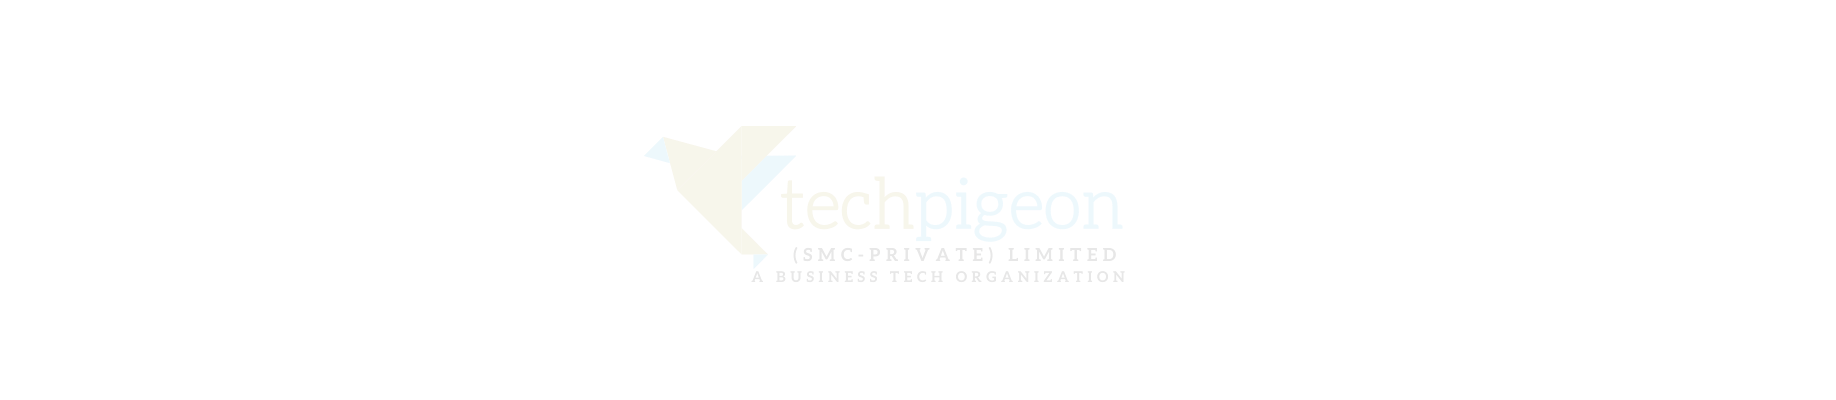 techpigeon
(SMC-PRIVATE) LIMITED
A BUSINESS TECH ORGANIZATION